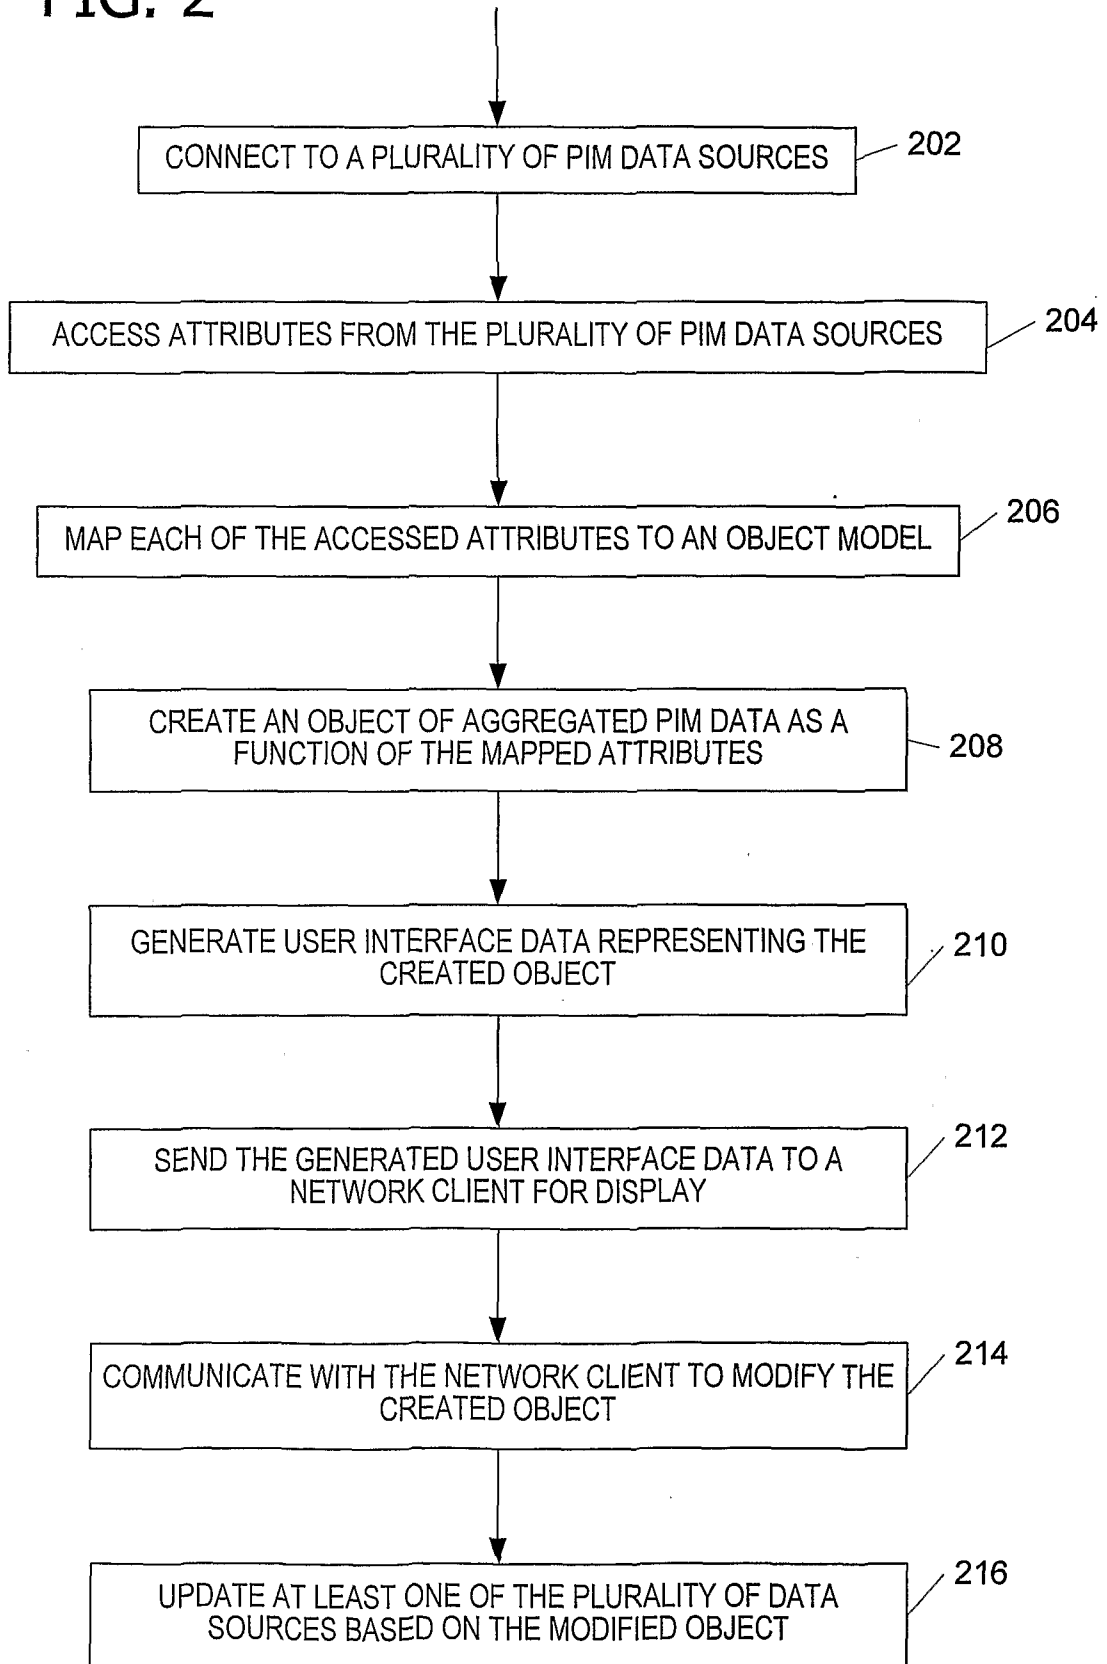 FIG. 2
CONNECT TO A PLURALITY OF PIM DATA SOURCES
202
ACCESS ATTRIBUTES FROM THE PLURALITY OF PIM DATA SOURCES
204
MAP EACH OF THE ACCESSED ATTRIBUTES TO AN OBJECT MODEL
206
CREATE AN OBJECT OF AGGREGATED PIM DATA AS A
FUNCTION OF THE MAPPED ATTRIBUTES
208
GENERATE USER INTERFACE DATA REPRESENTING THE
CREATED OBJECT
210
SEND THE GENERATED USER INTERFACE DATA TO A
NETWORK CLIENT FOR DISPLAY
212
COMMUNICATE WITH THE NETWORK CLIENT TO MODIFY THE
CREATED OBJECT
214
UPDATE AT LEAST ONE OF THE PLURALITY OF DATA
SOURCES BASED ON THE MODIFIED OBJECT
216